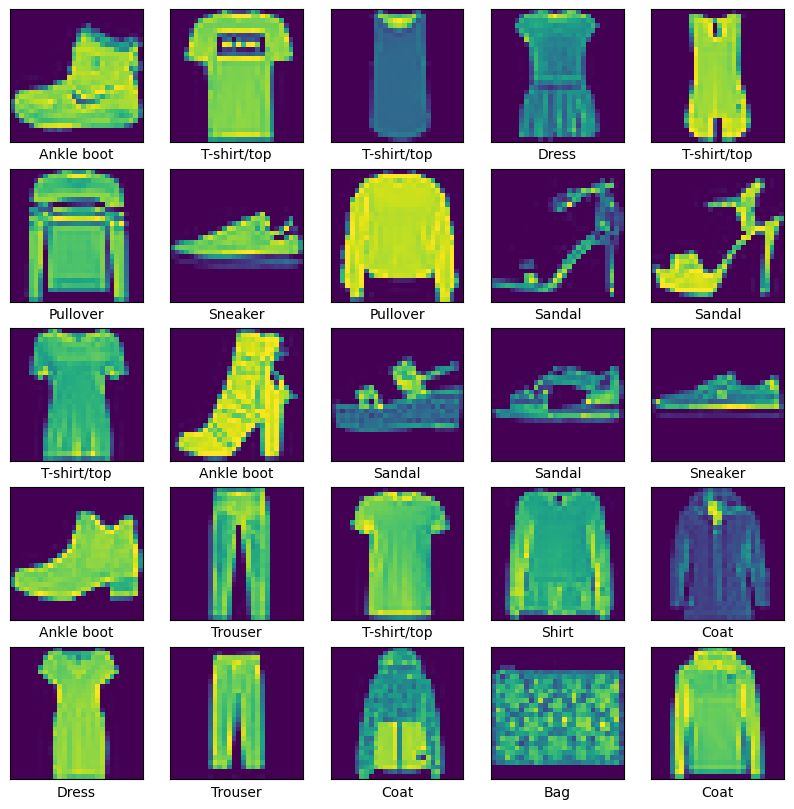 Ankle boot T-shirt/top T-shirt/top Dress T-shirt/top
Pullover Sneaker Pullover Sandal Sandal
T-shirt/top Ankle boot Sandal Sandal Sneaker
Ankle boot Trouser T-shirt/top Shirt Coat
Dress Trouser Coat Bag Coat